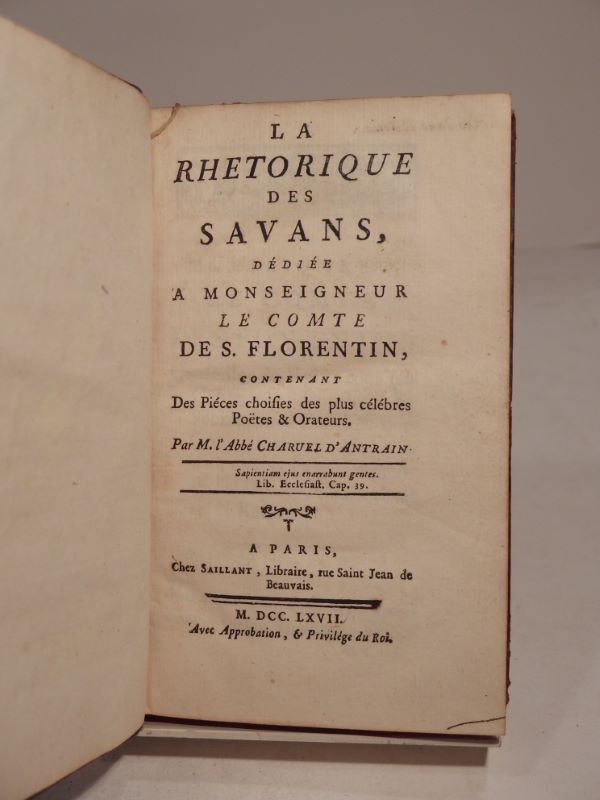 LA
RHETORIQUE
DES
SAVANS,
DÉDIÉE
A MONSEIGNEUR
LE COMTE
DE S. FLORENTIN,
CONTENANT
Des Piéces choisies des plus célébres
Poëtes & Orateurs.
Par M. l'Abbé CHARUEL D'ANTRAIN.
Sapientiam ejus enarrabunt gentes.
Lib. Ecclesiast. Cap. 39.
A PARIS,
Chez SAILLANT, Libraire, rue Saint Jean de
Beauvais.
M. DCC. LXVII.
Avec Approbation, & Privilége du Roi.